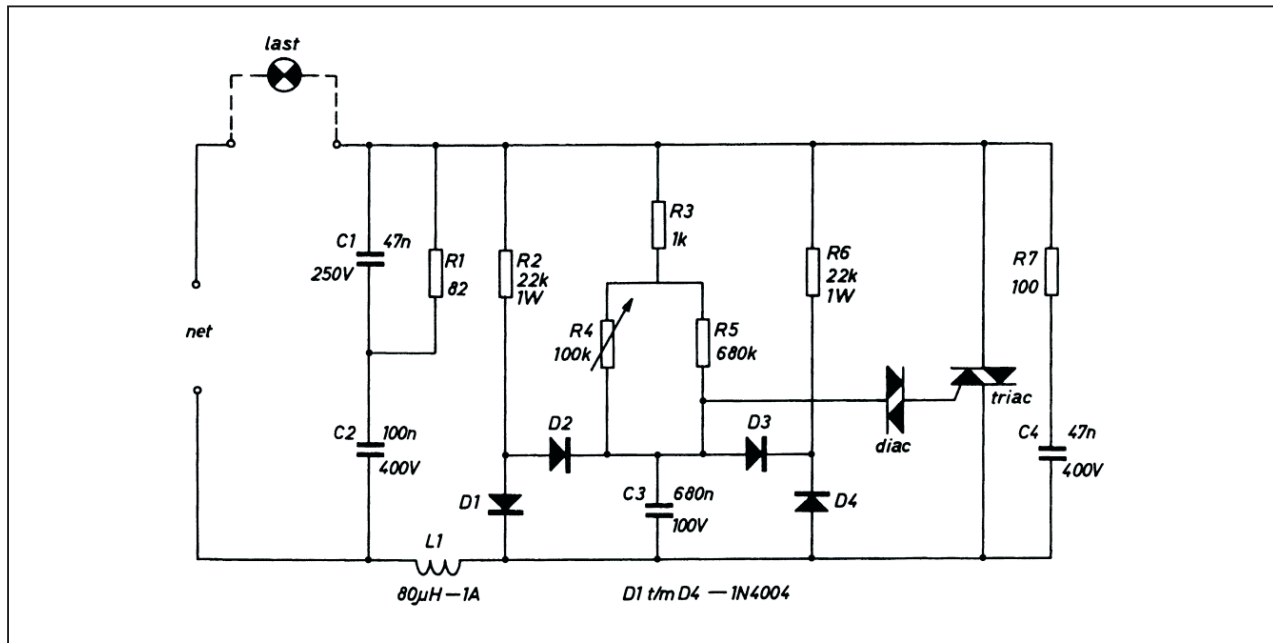 last
net
C1
47n
250V
R1
82
R2
22k
1W
R3
1k
R4
100k
R5
680k
R6
22k
1W
R7
100
triac
diac
C2
100n
400V
D2
D3
C4
47n
400V
D1
C3
680n
100V
D4
L1
80µH—1A
D1 t/m D4 — 1N4004